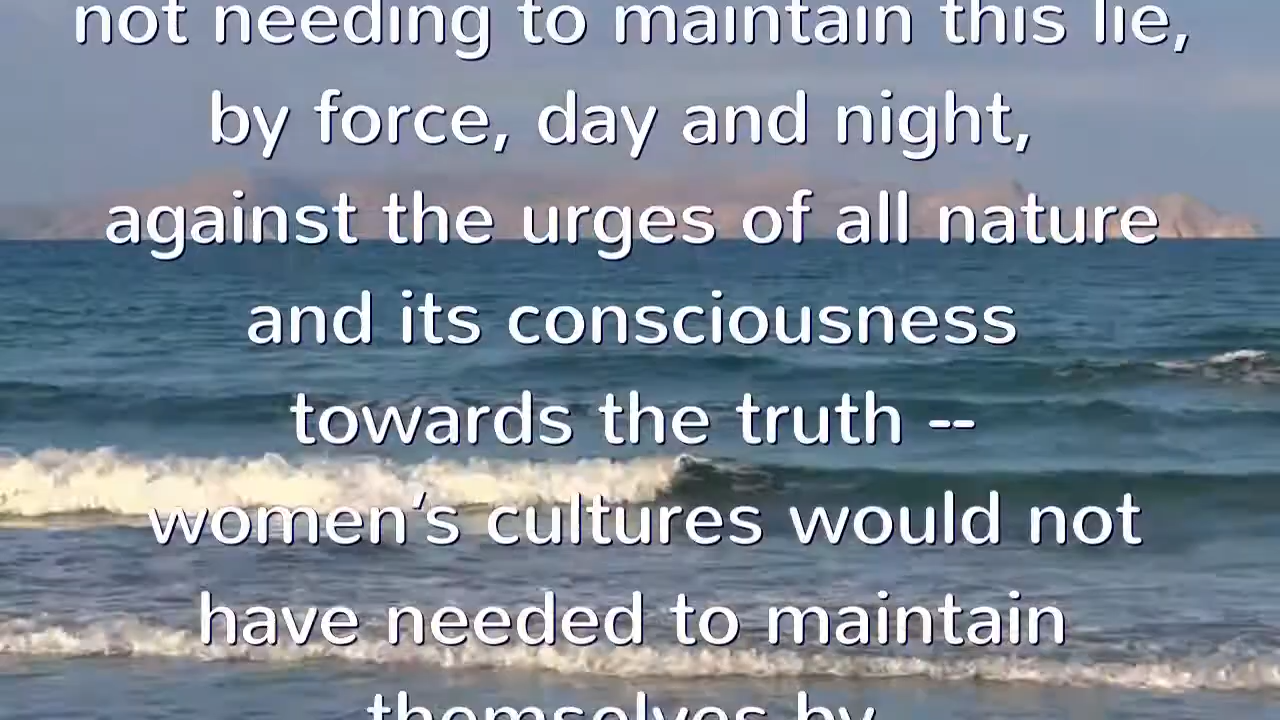 not needing to maintain this lie,
by force, day and night,
against the urges of all nature
and its consciousness
towards the truth --
women's cultures would not
have needed to maintain
themselves by